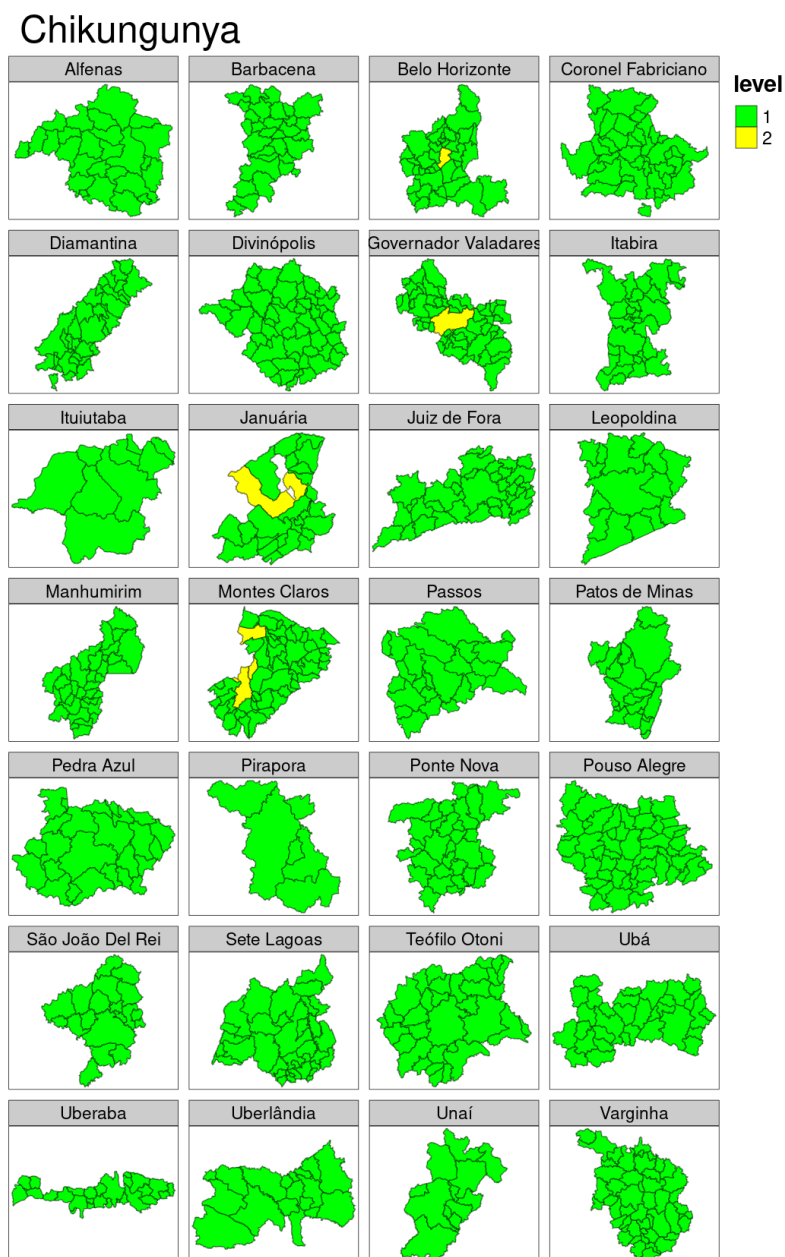 Chikungunya
Alfenas
Barbacena
Belo Horizonte
Coronel Fabriciano
level
1
2
Diamantina
Divinópolis
Governador Valadares
Itabira
Ituiutaba
Januária
Juiz de Fora
Leopoldina
Manhumirim
Montes Claros
Passos
Patos de Minas
Pedra Azul
Pirapora
Ponte Nova
Pouso Alegre
São João Del Rei
Sete Lagoas
Teófilo Otoni
Ubá
Uberaba
Uberlândia
Unaí
Varginha